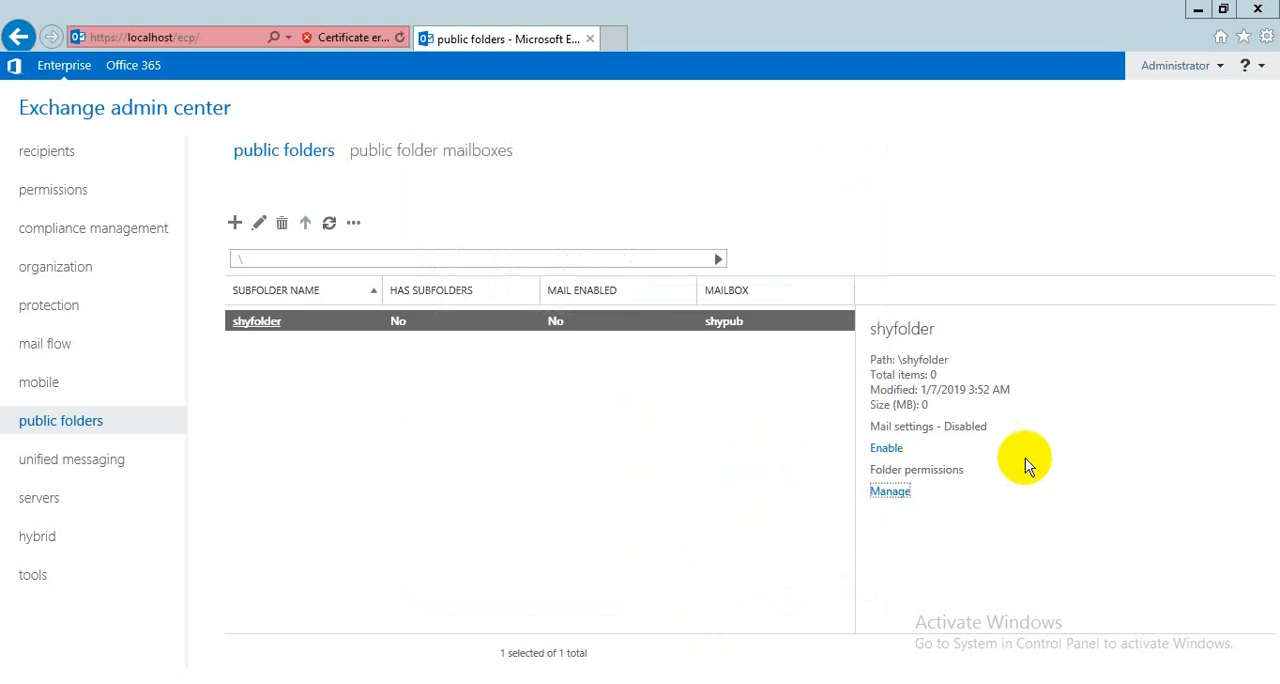 https://localhost/ecp/
Certificate er...
public folders - Microsoft E...
Enterprise
Office 365
Administrator
?
Exchange admin center
recipients
permissions
compliance management
organization
protection
mail flow
mobile
public folders
unified messaging
servers
hybrid
tools
public folders
public folder mailboxes
\
SUBFOLDER NAME
HAS SUBFOLDERS
MAIL ENABLED
MAILBOX
shyfolder
No
No
shypub
shyfolder
Path: \shyfolder
Total items: 0
Modified: 1/7/2019 3:52 AM
Size (MB): 0
Mail settings - Disabled
Enable
Folder permissions
Manage
Activate Windows
Go to System in Control Panel to activate Windows.
1 selected of 1 total